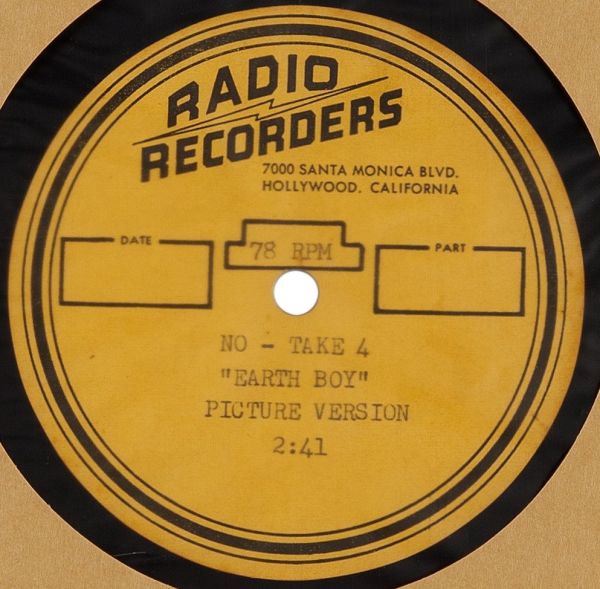 RADIO
RECORDERS
7000 SANTA MONICA BLVD.
HOLLYWOOD. CALIFORNIA
DATE
78 RPM
PART
NO - TAKE 4
"EARTH BOY"
PICTURE VERSION
2:41